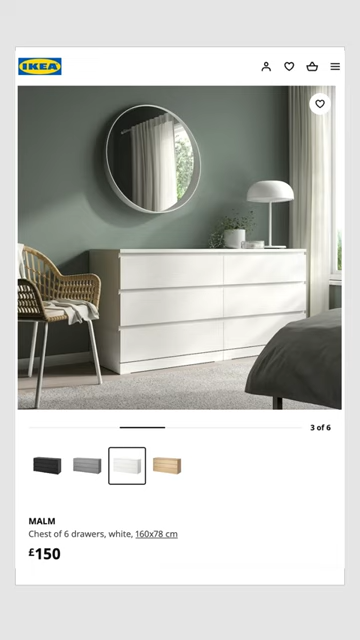 IKEA
3 of 6
MALM
Chest of 6 drawers, white, 160x78 cm
£150